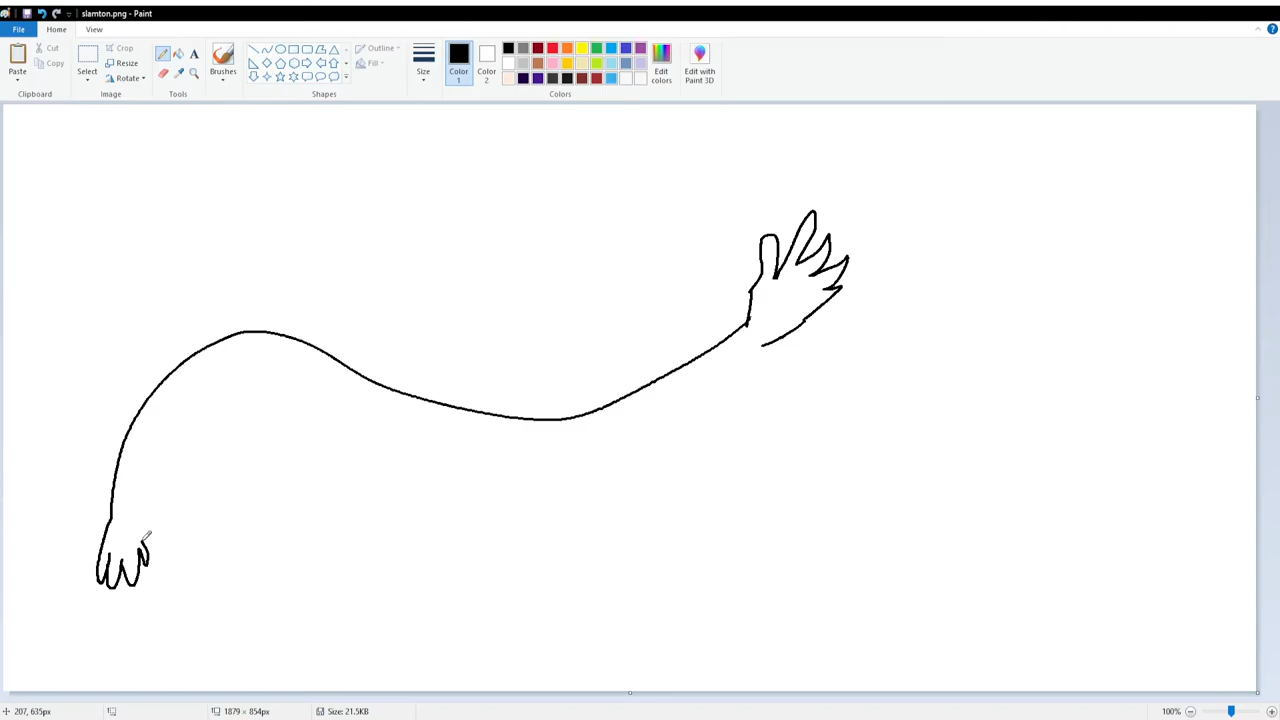 slamton.png - Paint
File Home View
Paste Cut Copy Select Crop Resize Rotate A Brushes Outline Fill Size Color 1 Color 2 Edit colors Edit with Paint 3D
Clipboard Image Tools Shapes Colors
207, 635px 1879 × 854px Size: 21.5KB 100%